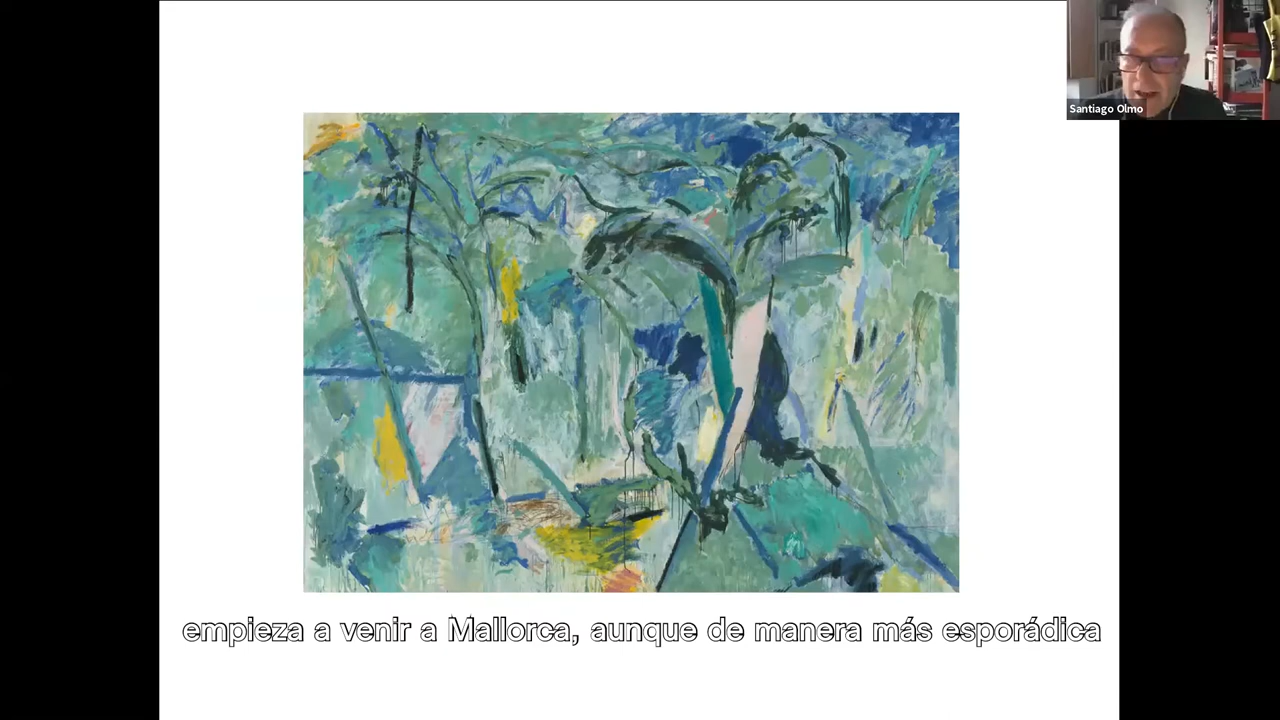 Santiago Olmo
empieza a venir a Mallorca, aunque de manera más esporádica